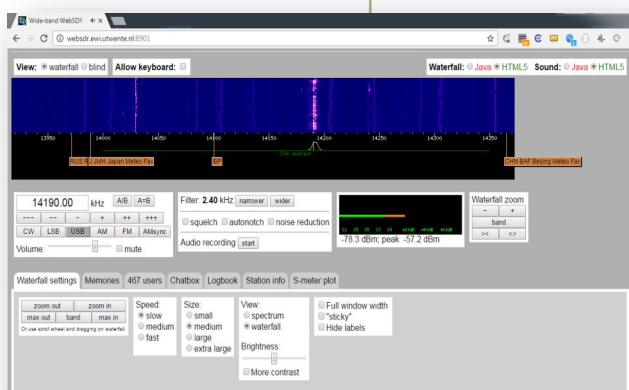 Wide-band WebSDR
websdr.ewi.utwente.nl:8901
View: waterfall blind Allow keyboard: Waterfall: Java HTML5 Sound: Java HTML5
13950 14000 14050 14100 14150 14200 14250 14300 14350
20m amateur
JMH Japan Meteo Fax IBP CHN BAF Beijing Meteo Fax
14190.00 kHz A/B A=B
--- -- - + ++ +++
CW LSB USB AM FM AMsync
Volume: mute
Filter: 2.40 kHz narrower wider
squelch autonotch noise reduction
Audio recording start
-78.3 dBm; peak -57.2 dBm
Waterfall zoom
- +
band
>< <>
Waterfall settings Memories 467 users Chatbox Logbook Station info S-meter plot
zoom out zoom in
max out band max in
Or use scroll wheel and dragging on waterfall.
Speed:
slow
medium
fast
Size:
small
medium
large
extra large
View:
spectrum
waterfall
Brightness:
More contrast
Full window width
"sticky"
Hide labels